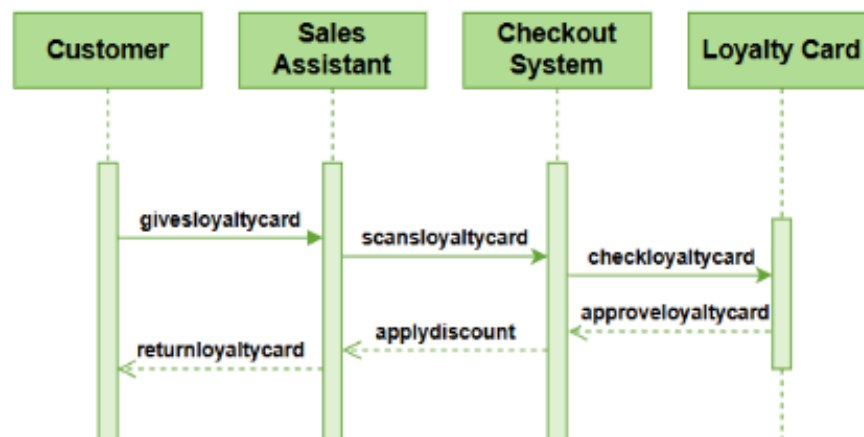 Customer
Sales
Assistant
Checkout
System
Loyalty Card
givesloyaltycard
scansloyaltycard
checkloyaltycard
approveloyaltycard
applydiscount
returnloyaltycard